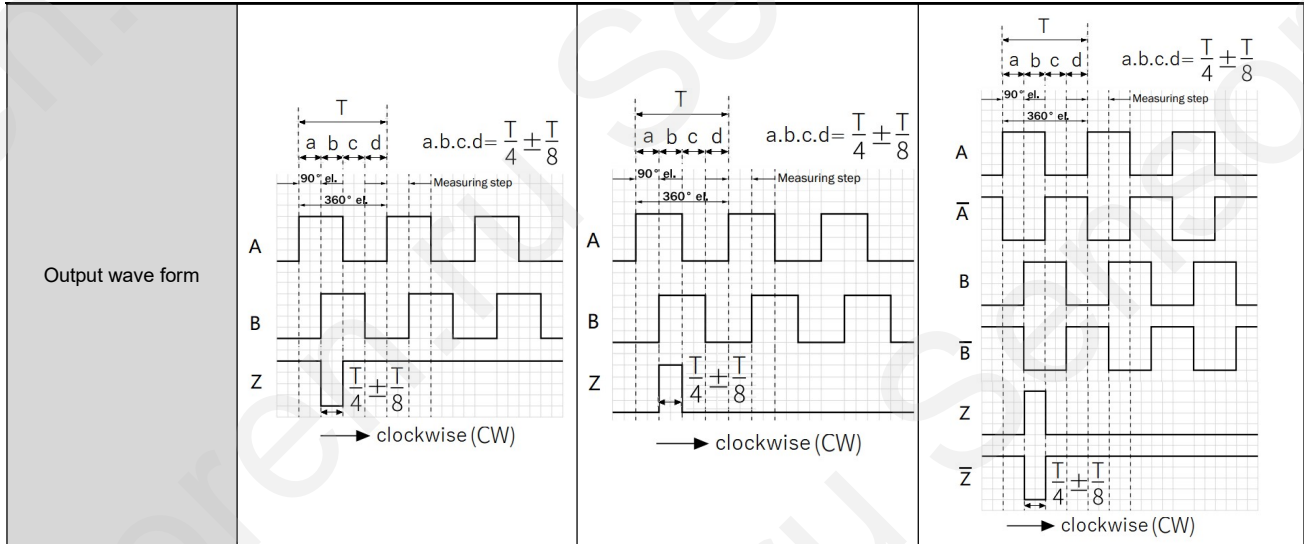 Output wave form
T
a b c d
a.b.c.d= T/4 ± T/8
90° el.
Measuring step
360° el.
A
B
Z
T/4 ± T/8
clockwise (CW)
T
a b c d
a.b.c.d= T/4 ± T/8
90° el.
Measuring step
360° el.
A
B
Z
T/4 ± T/8
clockwise (CW)
T
a b c d
a.b.c.d= T/4 ± T/8
90° el.
Measuring step
360° el.
A
A̅
B
B̅
Z
Z̅
T/4 ± T/8
clockwise (CW)